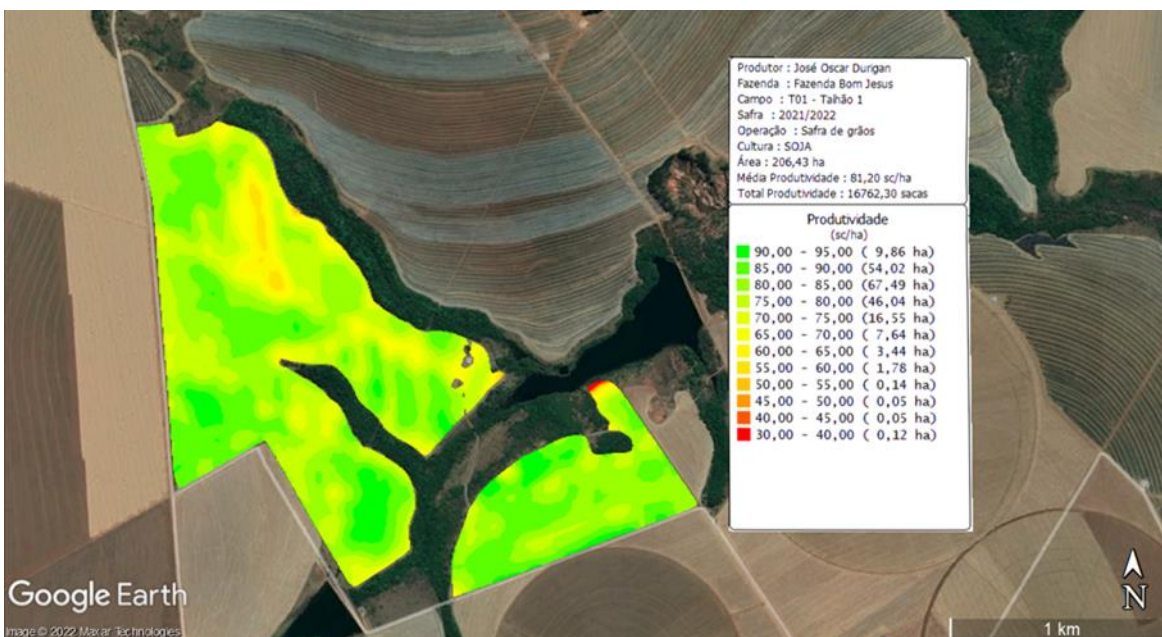 Produtor : José Oscar Durigan
Fazenda : Fazenda Bom Jesus
Campo : T01 - Talhão 1
Safra : 2021/2022
Operação : Safra de grãos
Cultura : SOJA
Área : 206,43 ha
Média Produtividade : 81,20 sc/ha
Total Produtividade : 16762,30 sacas
Produtividade
(sc/ha)
90,00 - 95,00 ( 9,86 ha)
85,00 - 90,00 (54,02 ha)
80,00 - 85,00 (67,49 ha)
75,00 - 80,00 (46,04 ha)
70,00 - 75,00 (16,55 ha)
65,00 - 70,00 ( 7,64 ha)
60,00 - 65,00 ( 3,44 ha)
55,00 - 60,00 ( 1,78 ha)
50,00 - 55,00 ( 0,14 ha)
45,00 - 50,00 ( 0,05 ha)
40,00 - 45,00 ( 0,05 ha)
30,00 - 40,00 ( 0,12 ha)
Google Earth
Image © 2022 Maxar Technologies
N
1 km